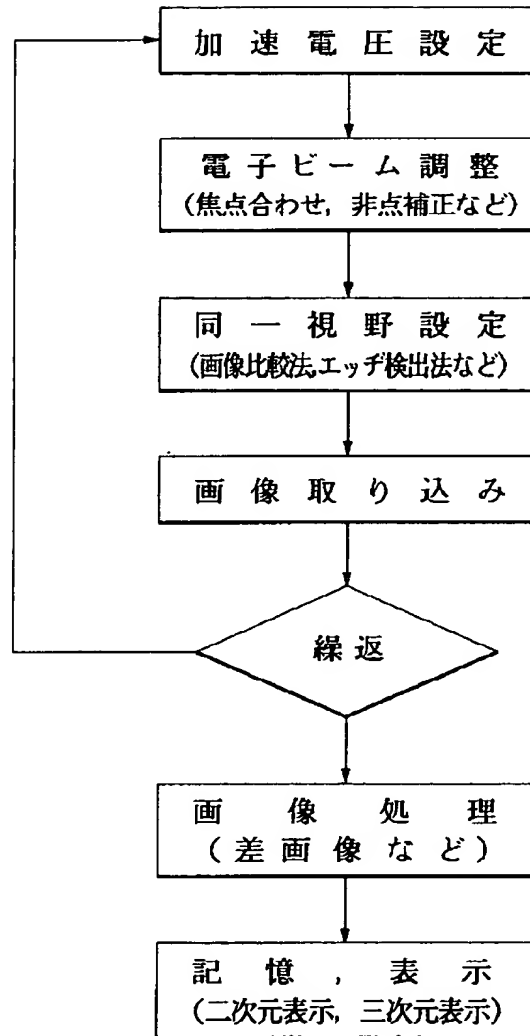 加速電圧設定
電子ビーム調整
(焦点合わせ, 非点補正など)
同一視野設定
(画像比較法,エッヂ検出法など)
画像取り込み
繰返
画像処理
(差画像など)
記憶, 表示
(二次元表示, 三次元表示)